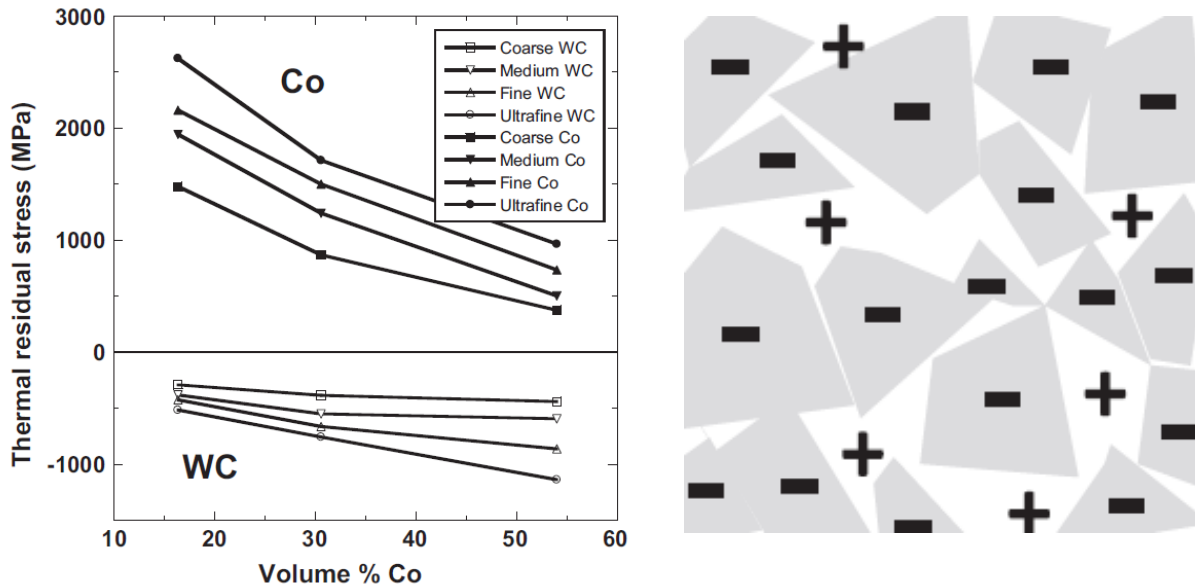 Thermal residual stress (MPa)
3000
2000
1000
0
-1000
Co
WC
Coarse WC
Medium WC
Fine WC
Ultrafine WC
Coarse Co
Medium Co
Fine Co
Ultrafine Co
10 20 30 40 50 60
Volume % Co